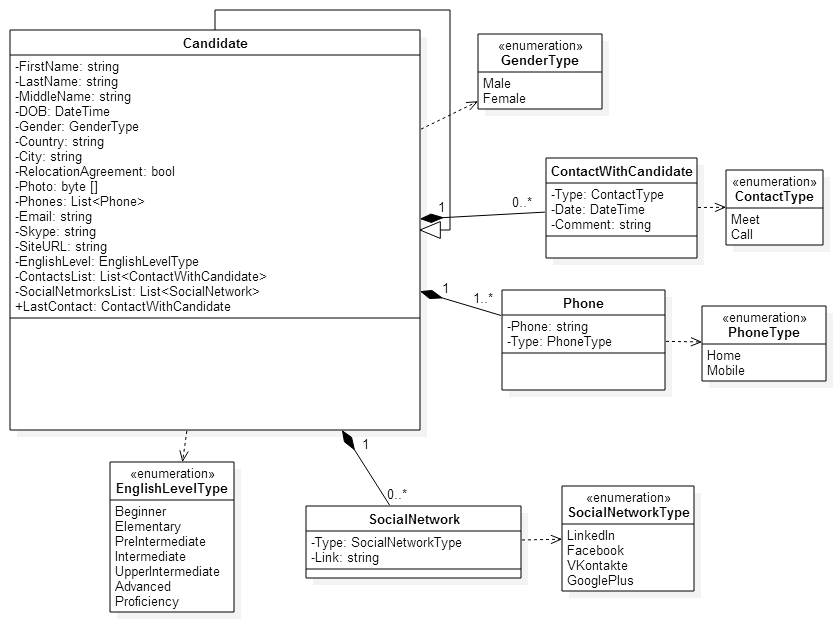 Candidate
-FirstName: string
-LastName: string
-MiddleName: string
-DOB: DateTime
-Gender: GenderType
-Country: string
-City: string
-RelocationAgreement: bool
-Photo: byte []
-Phones: List<Phone>
-Email: string
-Skype: string
-SiteURL: string
-EnglishLevel: EnglishLevelType
-ContactsList: List<ContactWithCandidate>
-SocialNetmorksList: List<SocialNetwork>
+LastContact: ContactWithCandidate
«enumeration»
GenderType
Male
Female
1
0..*
ContactWithCandidate
-Type: ContactType
-Date: DateTime
-Comment: string
«enumeration»
ContactType
Meet
Call
1
1..*
Phone
-Phone: string
-Type: PhoneType
«enumeration»
PhoneType
Home
Mobile
1
0..*
«enumeration»
EnglishLevelType
Beginner
Elementary
PreIntermediate
Intermediate
UpperIntermediate
Advanced
Proficiency
SocialNetwork
-Type: SocialNetworkType
-Link: string
«enumeration»
SocialNetworkType
LinkedIn
Facebook
VKontakte
GooglePlus